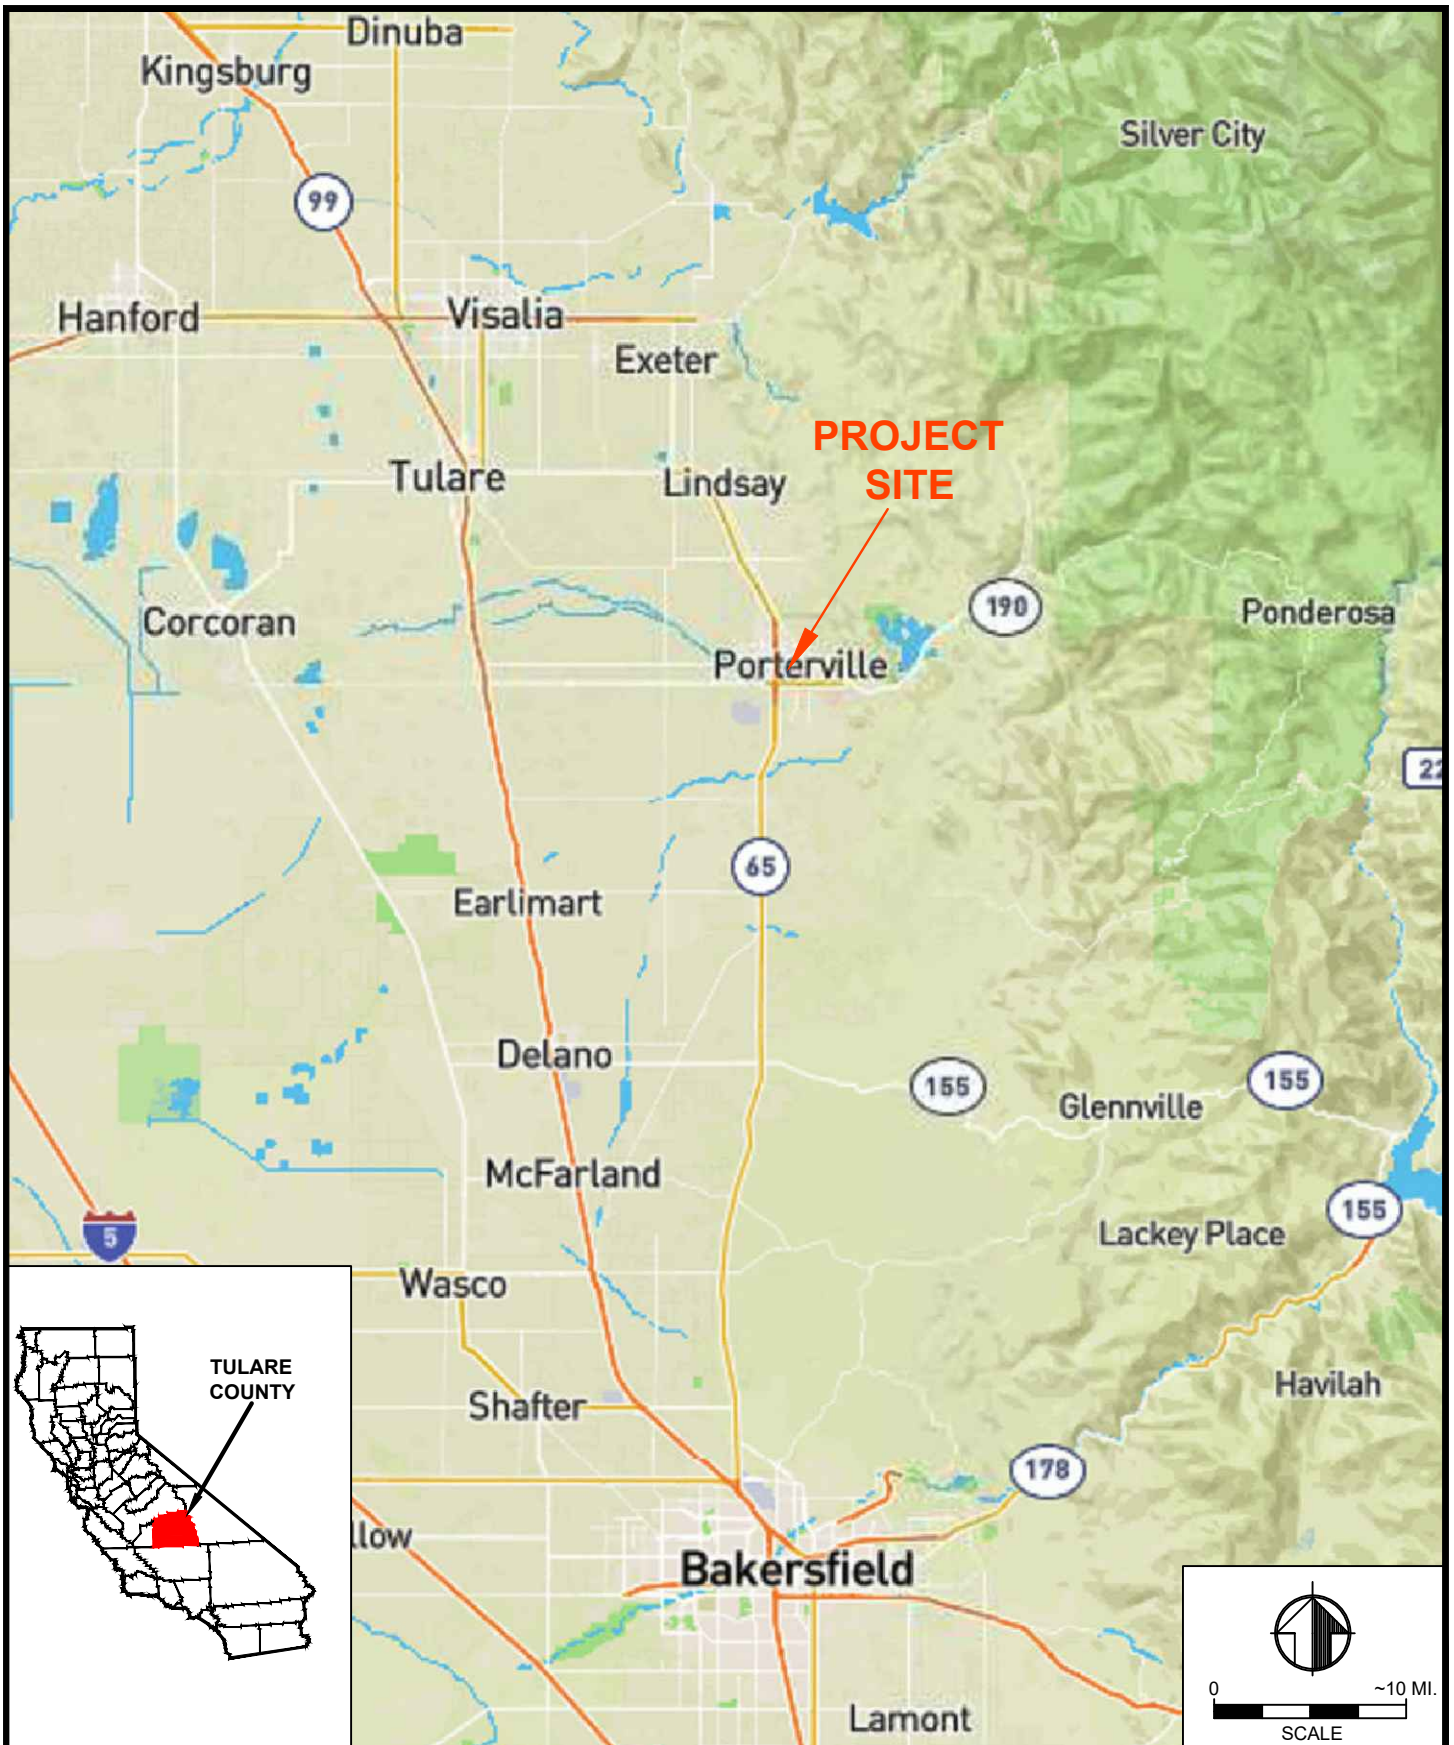 Dinuba
Kingsburg
Silver City
99
Hanford
Visalia
Exeter
PROJECT
SITE
Tulare
Lindsay
190
Corcoran
Ponderosa
Porterville
22
65
Earlimart
Delano
155
155
Glennville
McFarland
155
5
Lackey Place
Wasco
TULARE
COUNTY
Havilah
Shafter
178
llow
Bakersfield
0
~10 MI.
SCALE
Lamont